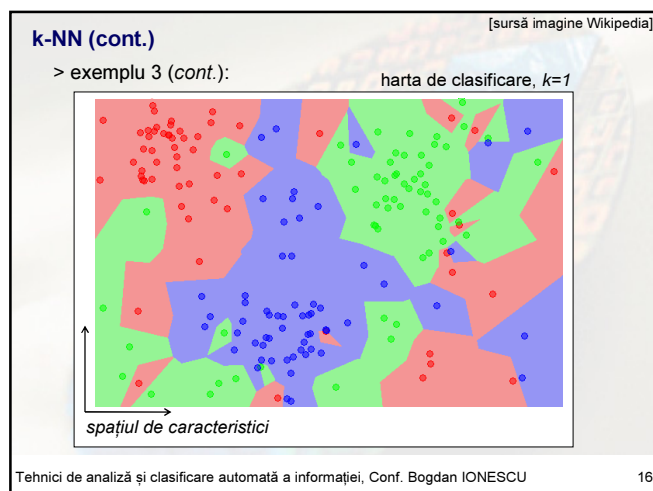 [sursă imagine Wikipedia]
k-NN (cont.)
> exemplu 3 (cont.):
harta de clasificare, k=1
spațiul de caracteristici
Tehnici de analiză și clasificare automată a informației, Conf. Bogdan IONESCU 16